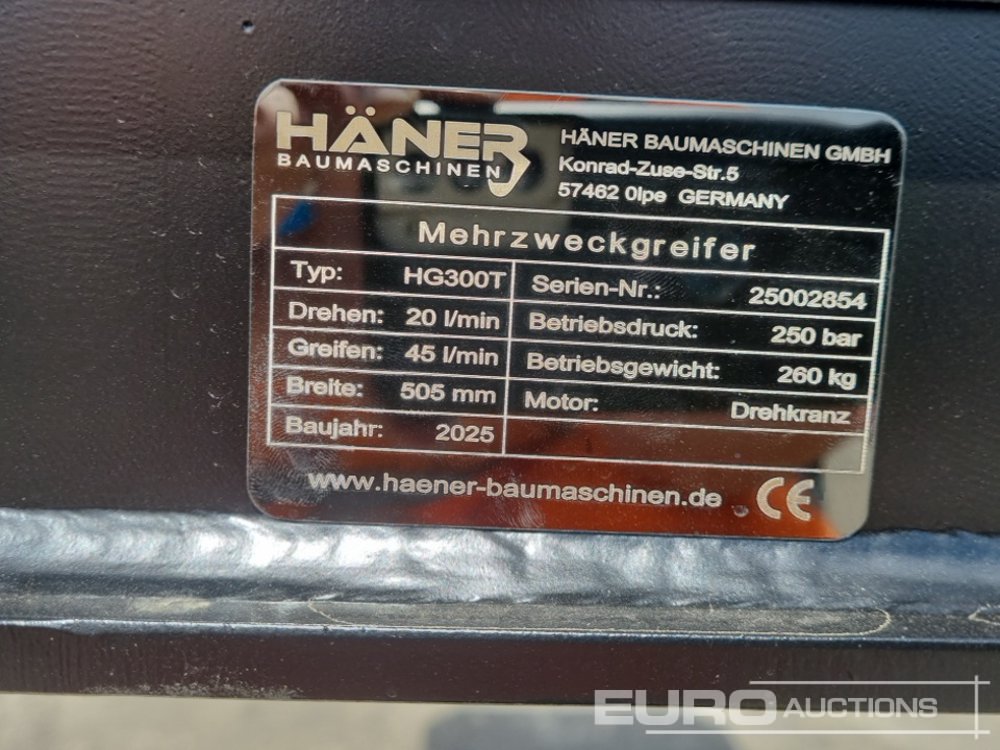 HÄNER
BAUMASCHINEN
HÄNER BAUMASCHINEN GMBH
Konrad-Zuse-Str.5
57462 Olpe GERMANY
Mehrzweckgreifer
Typ: HG300T
Serien-Nr.: 25002854
Drehen: 20 l/min
Betriebsdruck: 250 bar
Greifen: 45 l/min
Betriebsgewicht: 260 kg
Breite: 505 mm
Motor: Drehkranz
Baujahr: 2025
www.haener-baumaschinen.de CE
EURO AUCTIONS